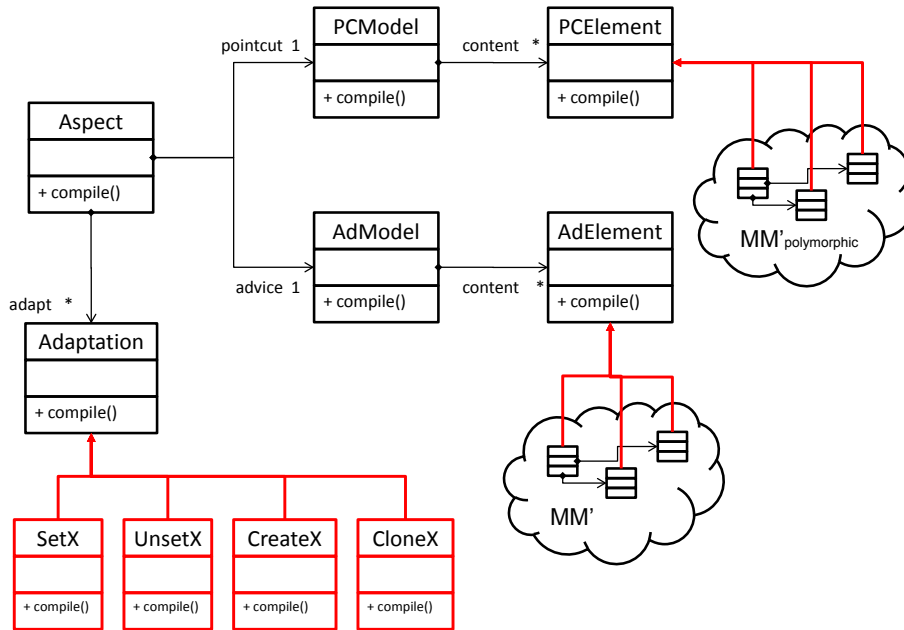 PCModel
PCElement
pointcut 1
content *
+ compile()
+ compile()
Aspect
+ compile()
MM'polymorphic
AdModel
AdElement
advice 1
content *
+ compile()
+ compile()
adapt *
Adaptation
+ compile()
MM'
SetX
UnsetX
CreateX
CloneX
+ compile()
+ compile()
+ compile()
+ compile()